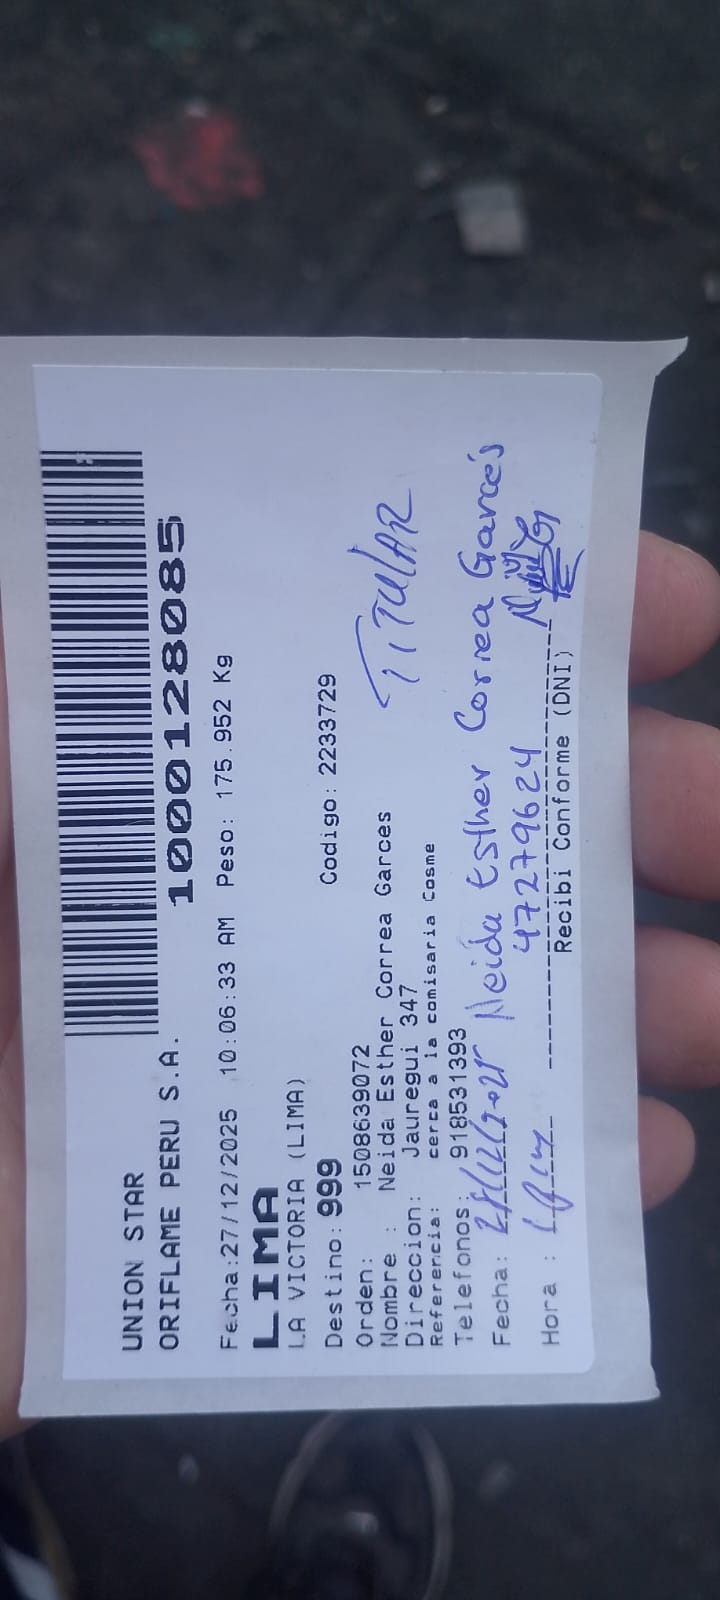 UNION STAR
ORIFLAME PERU S.A.
1000128085
Fecha:27/12/2025 10:06:33 AM Peso: 175.952 Kg
LIMA
LA VICTORIA (LIMA)
Destino: 999 Codigo: 2233729
Orden: 1508639072
TITULAR
Nombre : Neida Esther Correa Garces
Direccion: Jauregui 347
Referencia: cerca a la comisaria Cosme
Telefonos: 918531393
Fecha: Neida Esther Correa Garcés
Hora : 47279624
Recibi Conforme (DNI)